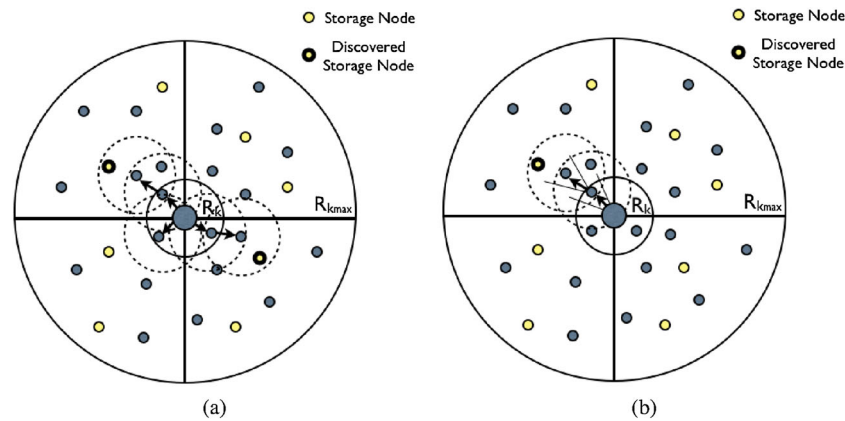 Storage Node
Discovered
Storage Node
Rk
Rkmax
(a)
Storage Node
Discovered
Storage Node
Rk
Rkmax
(b)